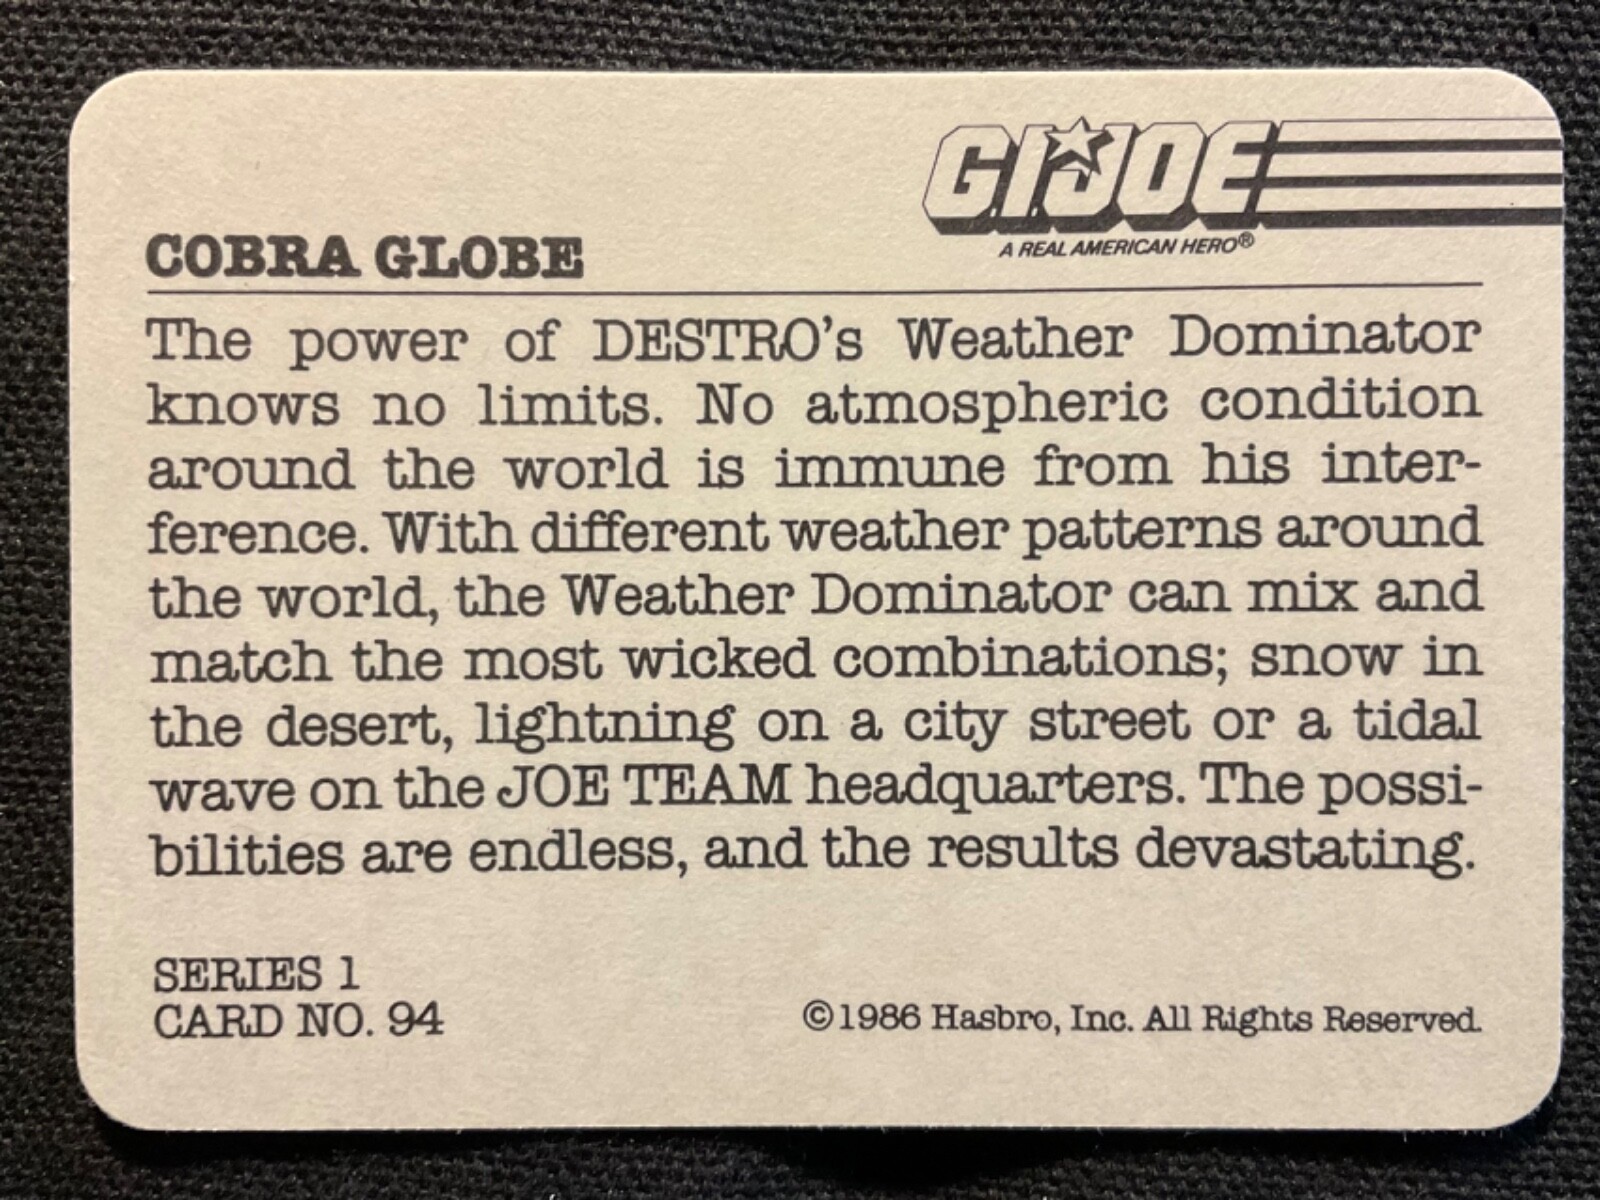 G.I. JOE
A REAL AMERICAN HERO®
COBRA GLOBE
The power of DESTRO's Weather Dominator
knows no limits. No atmospheric condition
around the world is immune from his inter-
ference. With different weather patterns around
the world, the Weather Dominator can mix and
match the most wicked combinations; snow in
the desert, lightning on a city street or a tidal
wave on the JOE TEAM headquarters. The possi-
bilities are endless, and the results devastating.
SERIES 1
CARD NO. 94
©1986 Hasbro, Inc. All Rights Reserved.